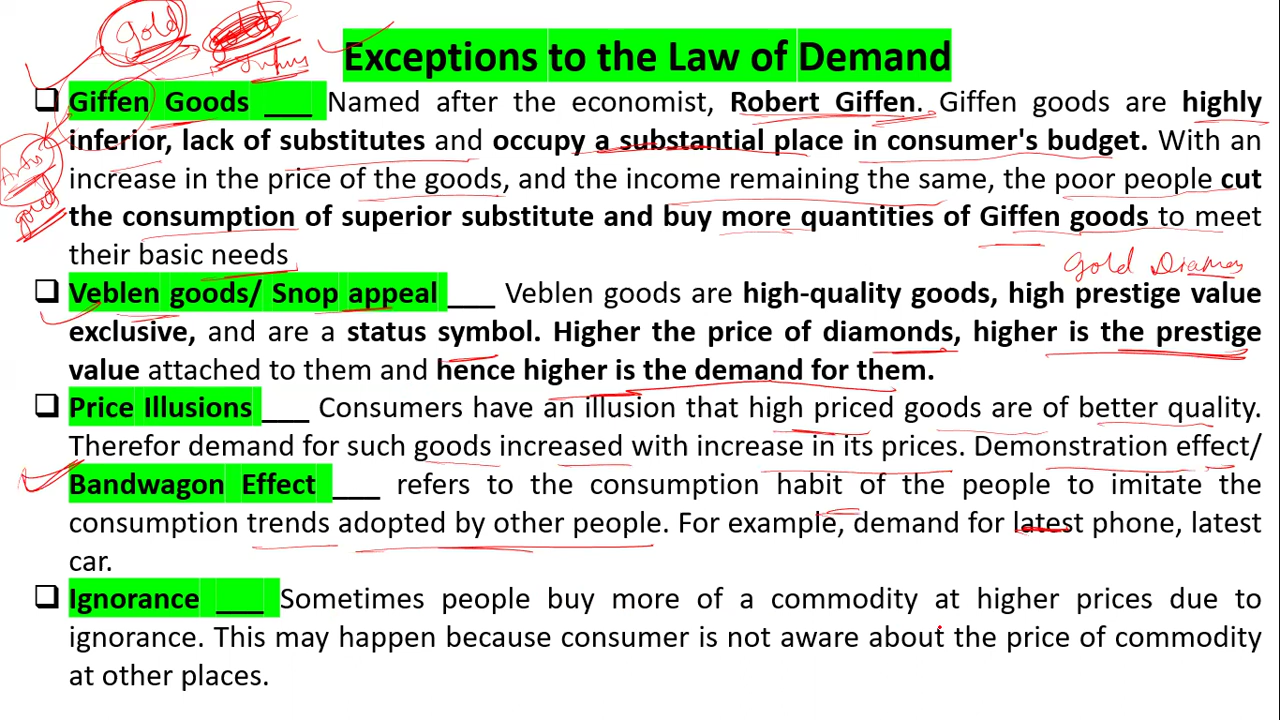 gold
Exceptions to the Law of Demand
❑ Giffen Goods ___ Named after the economist, Robert Giffen. Giffen goods are highly
inferior, lack of substitutes and occupy a substantial place in consumer's budget. With an
increase in the price of the goods, and the income remaining the same, the poor people cut
the consumption of superior substitute and buy more quantities of Giffen goods to meet
their basic needs
gold Diamo
❑ Veblen goods/ Snop appeal ___ Veblen goods are high-quality goods, high prestige value
exclusive, and are a status symbol. Higher the price of diamonds, higher is the prestige
value attached to them and hence higher is the demand for them.
❑ Price Illusions ___ Consumers have an illusion that high priced goods are of better quality.
Therefor demand for such goods increased with increase in its prices. Demonstration effect/
Bandwagon Effect ___ refers to the consumption habit of the people to imitate the
consumption trends adopted by other people. For example, demand for latest phone, latest
car.
❑ Ignorance ___ Sometimes people buy more of a commodity at higher prices due to
ignorance. This may happen because consumer is not aware about the price of commodity
at other places.